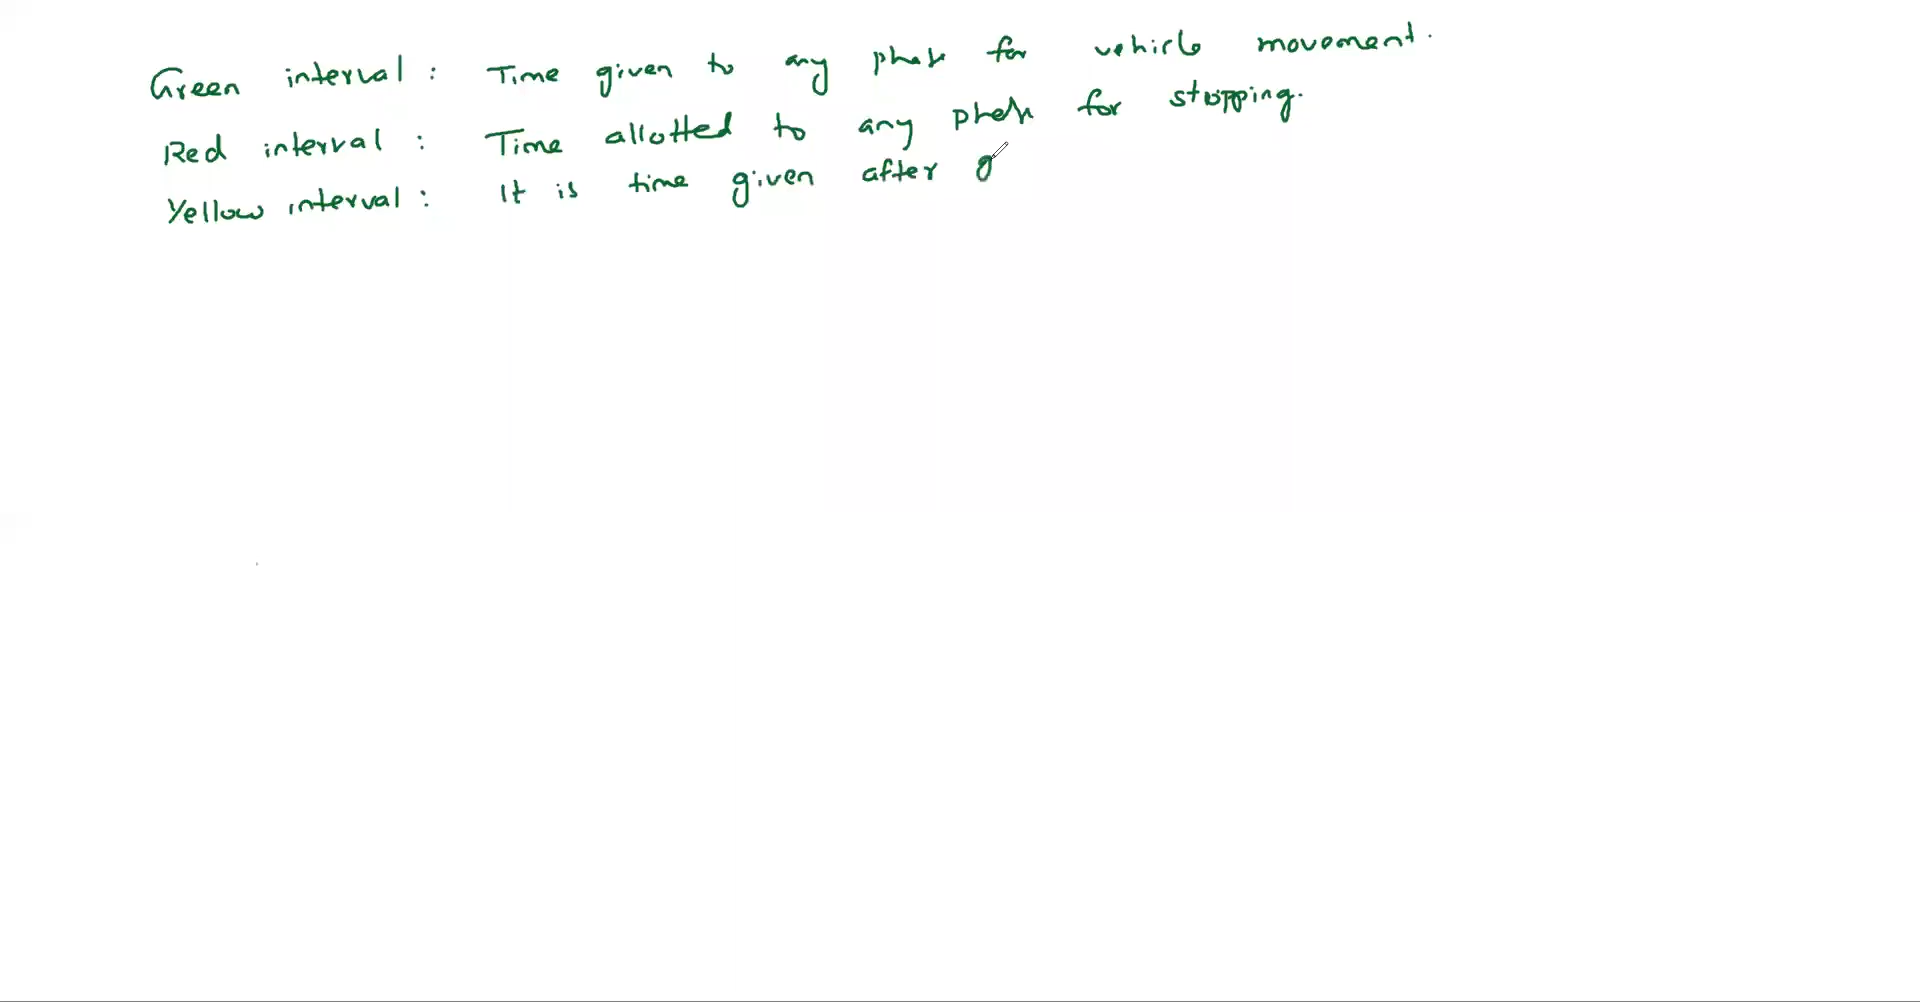 Green interval : Time given to any phase for vehicle movement.
Red interval : Time allotted to any phase for stopping.
Yellow interval : It is time given after g